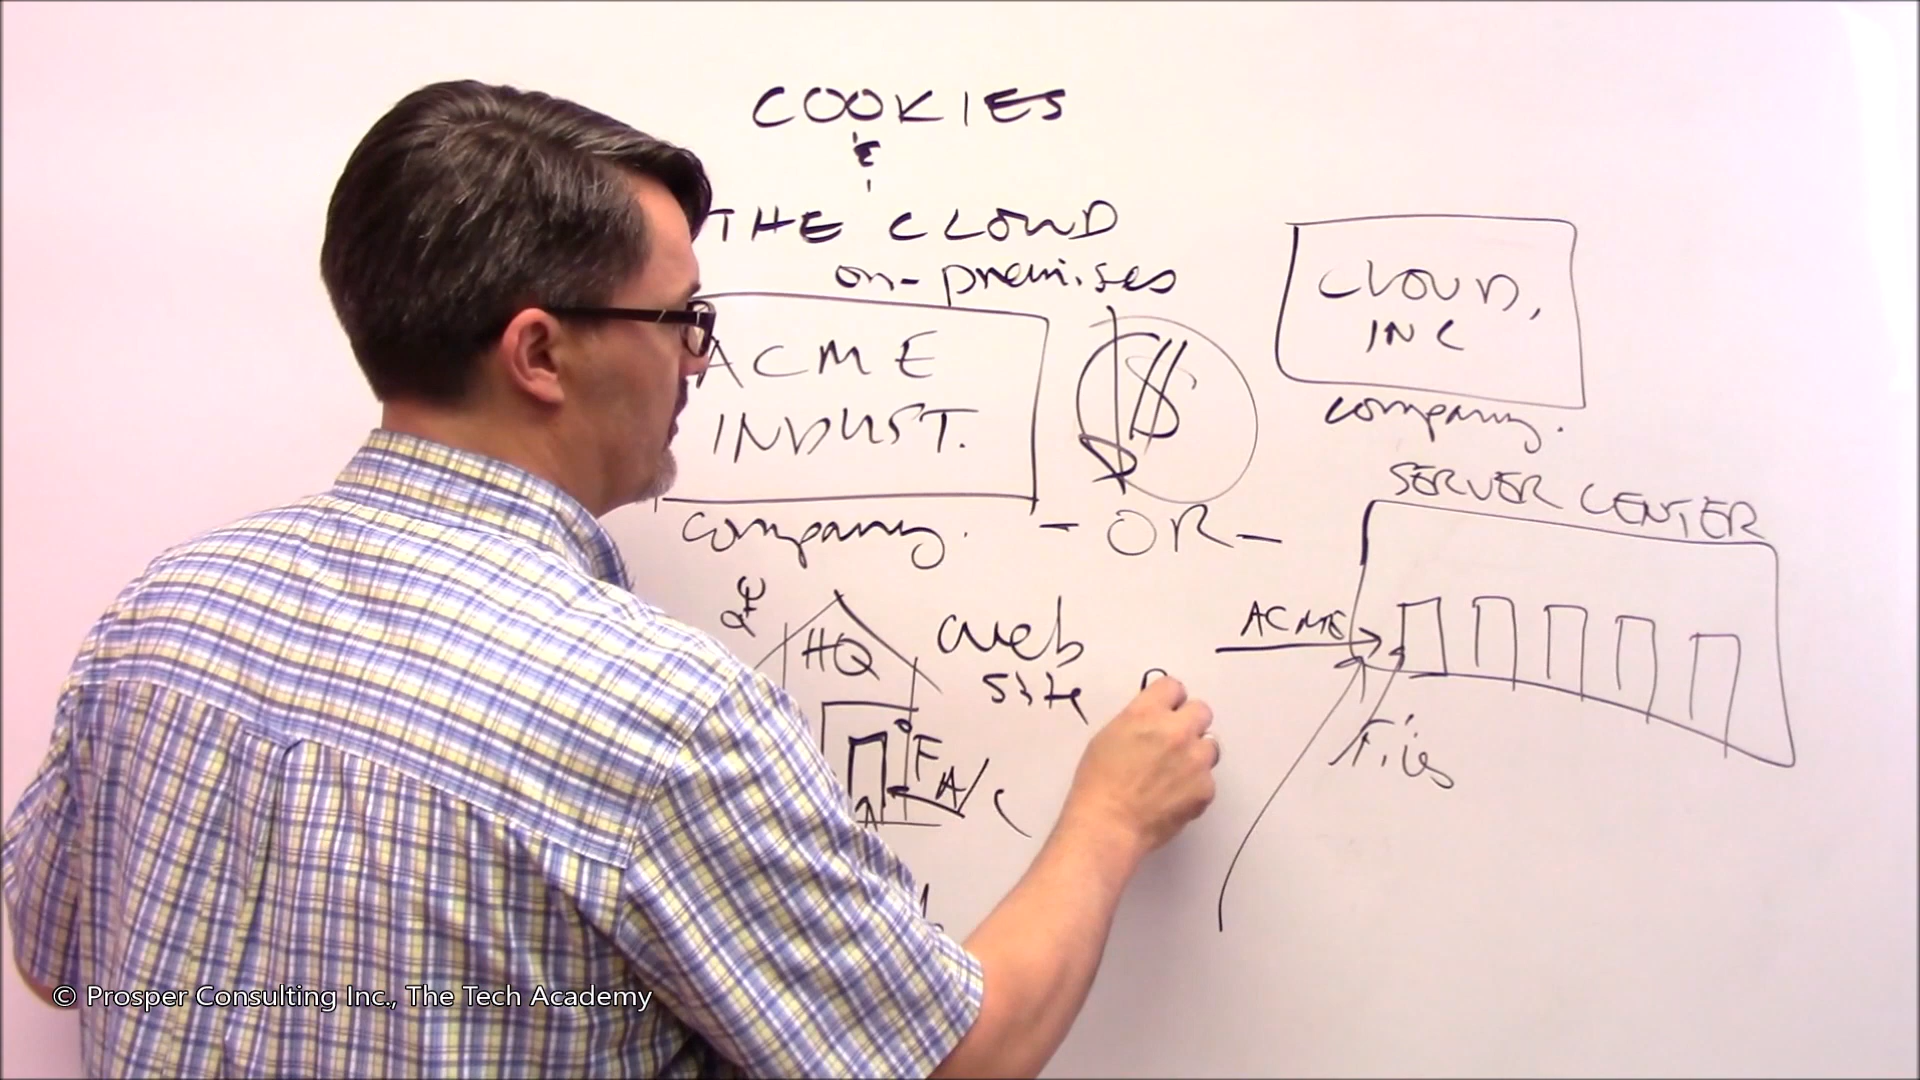 COOKIES
&
THE CLOUD
on-premises
ACME
INDUST.
company.
$
-OR-
CLOUD,
INC
company.
SERVER CENTER
ACME
HQ
web
site
F
A/C
© Prosper Consulting Inc., The Tech Academy